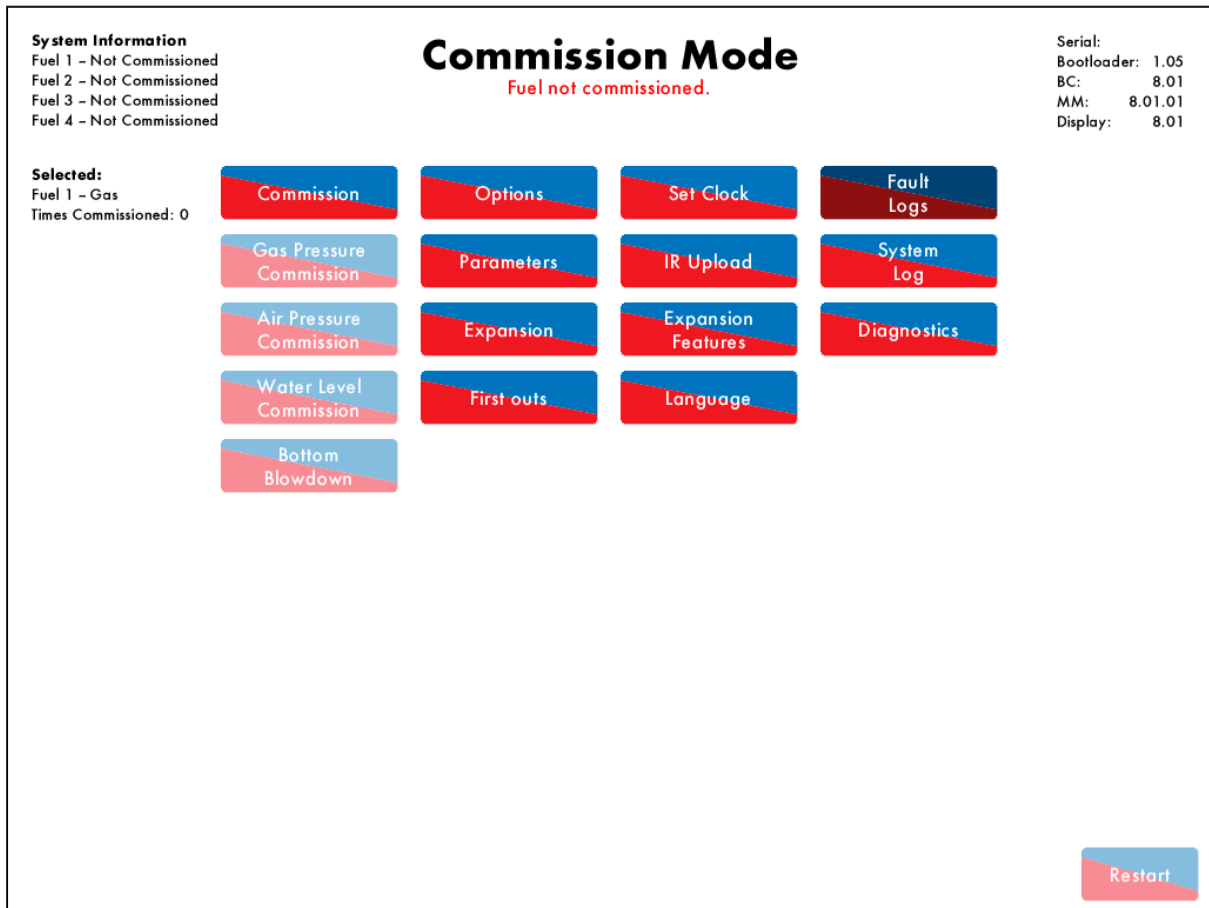 System Information
Fuel 1 – Not Commissioned
Fuel 2 – Not Commissioned
Fuel 3 – Not Commissioned
Fuel 4 – Not Commissioned
Commission Mode
Fuel not commissioned.
Serial:
Bootloader: 1.05
BC: 8.01
MM: 8.01.01
Display: 8.01
Selected:
Fuel 1 – Gas
Times Commissioned: 0
Commission
Options
Set Clock
Fault
Logs
Gas Pressure
Commission
Parameters
IR Upload
System
Log
Air Pressure
Commission
Expansion
Expansion
Features
Diagnostics
Water Level
Commission
First outs
Language
Bottom
Blowdown
Restart